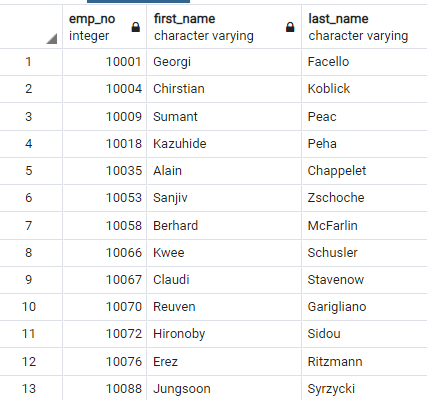 emp_no first_name last_name
integer character varying character varying
1 10001 Georgi Facello
2 10004 Chirstian Koblick
3 10009 Sumant Peac
4 10018 Kazuhide Peha
5 10035 Alain Chappelet
6 10053 Sanjiv Zschoche
7 10058 Berhard McFarlin
8 10066 Kwee Schusler
9 10067 Claudi Stavenow
10 10070 Reuven Garigliano
11 10072 Hironoby Sidou
12 10076 Erez Ritzmann
13 10088 Jungsoon Syrzycki